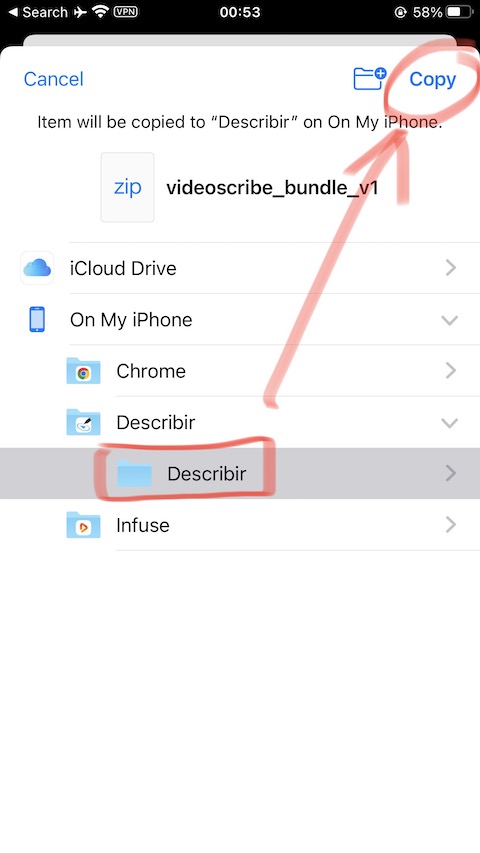 Search VPN 00:53 58%
Cancel Copy
Item will be copied to “Describir” on On My iPhone.
zip videoscribe_bundle_v1
iCloud Drive
On My iPhone
Chrome
Describir
Describir
Infuse